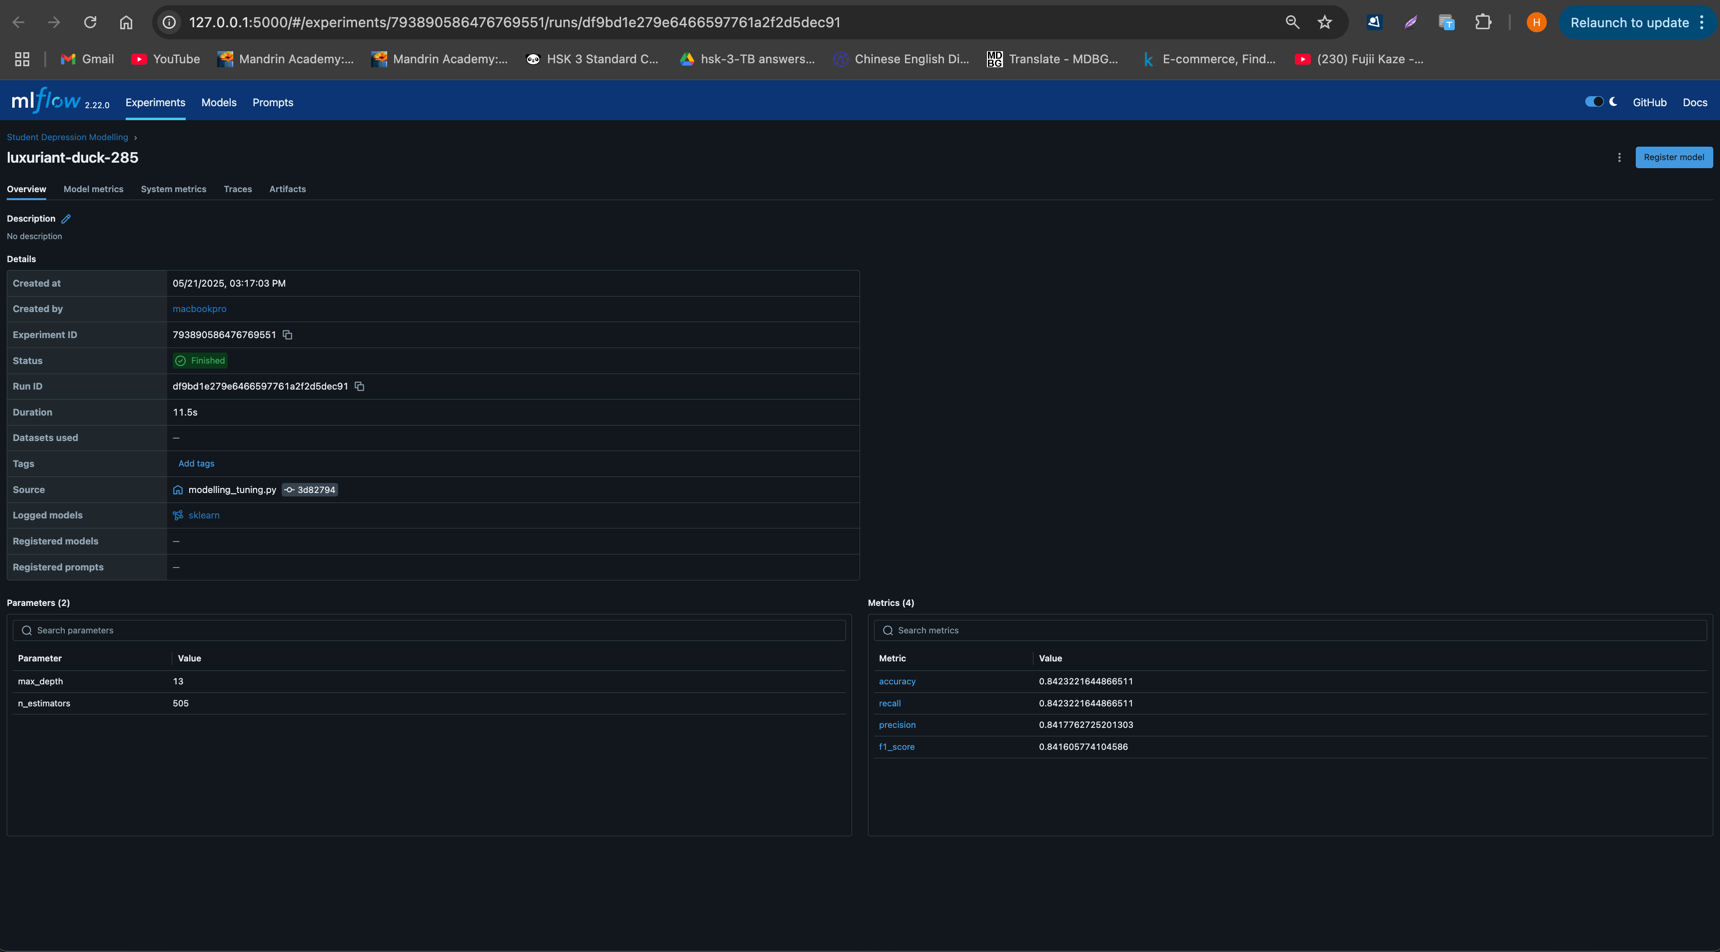 127.0.0.1:5000/#/experiments/793890586476769551/runs/df9bd1e279e6466597761a2f2d5dec91
H
Relaunch to update
Gmail
YouTube
Mandrin Academy:...
Mandrin Academy:...
HSK 3 Standard C...
hsk-3-TB answers...
Chinese English Di...
MD
BG
Translate - MDBG...
k
E-commerce, Find...
(230) Fujii Kaze -...
mlflow 2.22.0
Experiments
Models
Prompts
GitHub
Docs
Student Depression Modelling ›
luxuriant-duck-285
Register model
Overview
Model metrics
System metrics
Traces
Artifacts
Description
No description
Details
Created at 05/21/2025, 03:17:03 PM
Created by macbookpro
Experiment ID 793890586476769551
Status Finished
Run ID df9bd1e279e6466597761a2f2d5dec91
Duration 11.5s
Datasets used —
Tags Add tags
Source modelling_tuning.py 3d82794
Logged models sklearn
Registered models —
Registered prompts —
Parameters (2)
Search parameters
Parameter Value
max_depth 13
n_estimators 505
Metrics (4)
Search metrics
Metric Value
accuracy 0.8423221644866511
recall 0.8423221644866511
precision 0.8417762725201303
f1_score 0.841605774104586